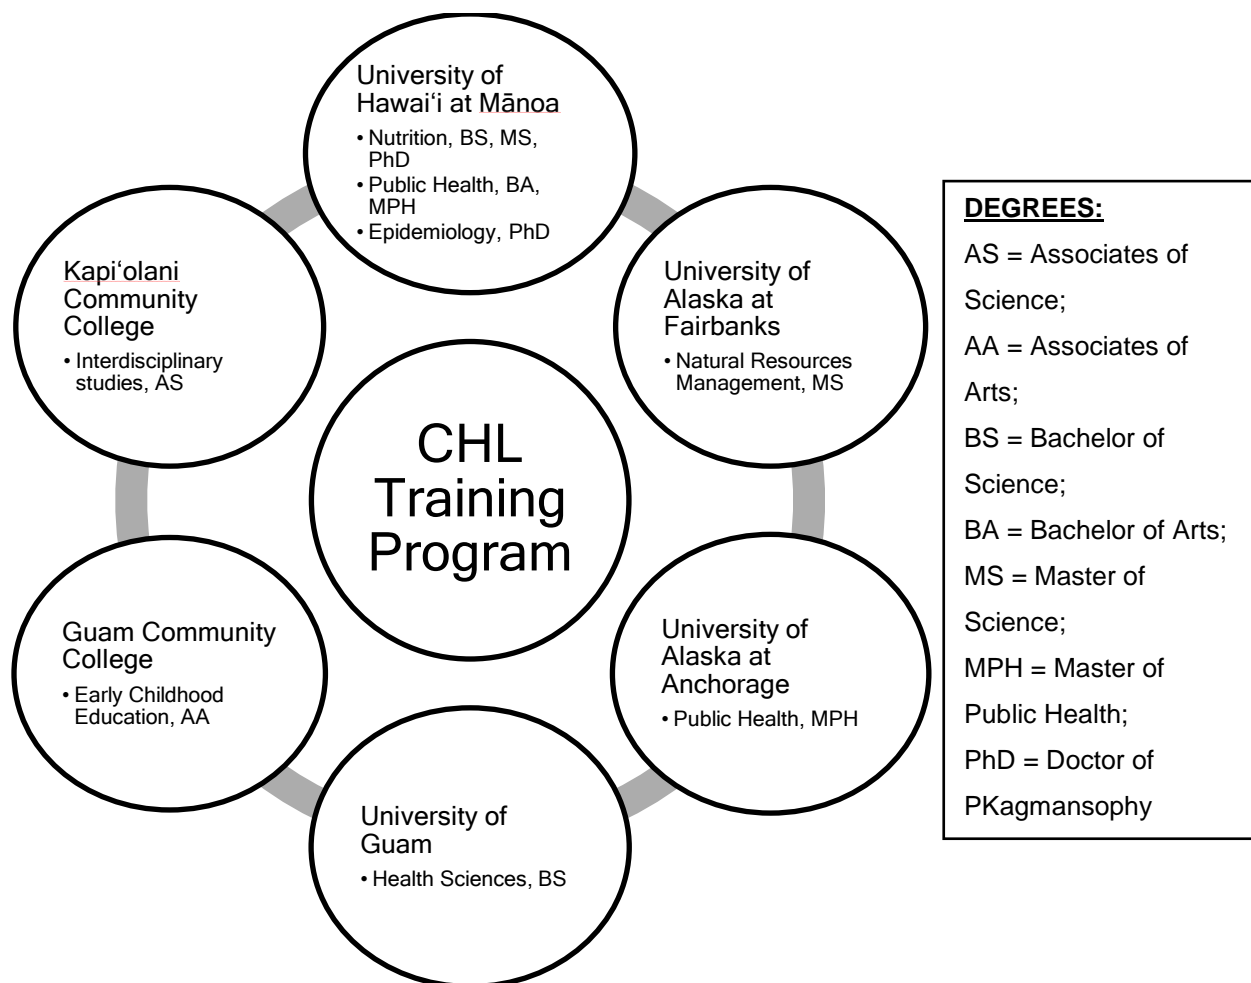 University of
Hawaiʻi at Mānoa
• Nutrition, BS, MS,
PhD
• Public Health, BA,
MPH
• Epidemiology, PhD
University of
Alaska at
Fairbanks
• Natural Resources
Management, MS
University of
Alaska at
Anchorage
• Public Health, MPH
University of
Guam
• Health Sciences, BS
Guam Community
College
• Early Childhood
Education, AA
Kapiʻolani
Community
College
• Interdisciplinary
studies, AS
CHL
Training
Program
DEGREES:
AS = Associates of
Science;
AA = Associates of
Arts;
BS = Bachelor of
Science;
BA = Bachelor of Arts;
MS = Master of
Science;
MPH = Master of
Public Health;
PhD = Doctor of
PKagmansophy